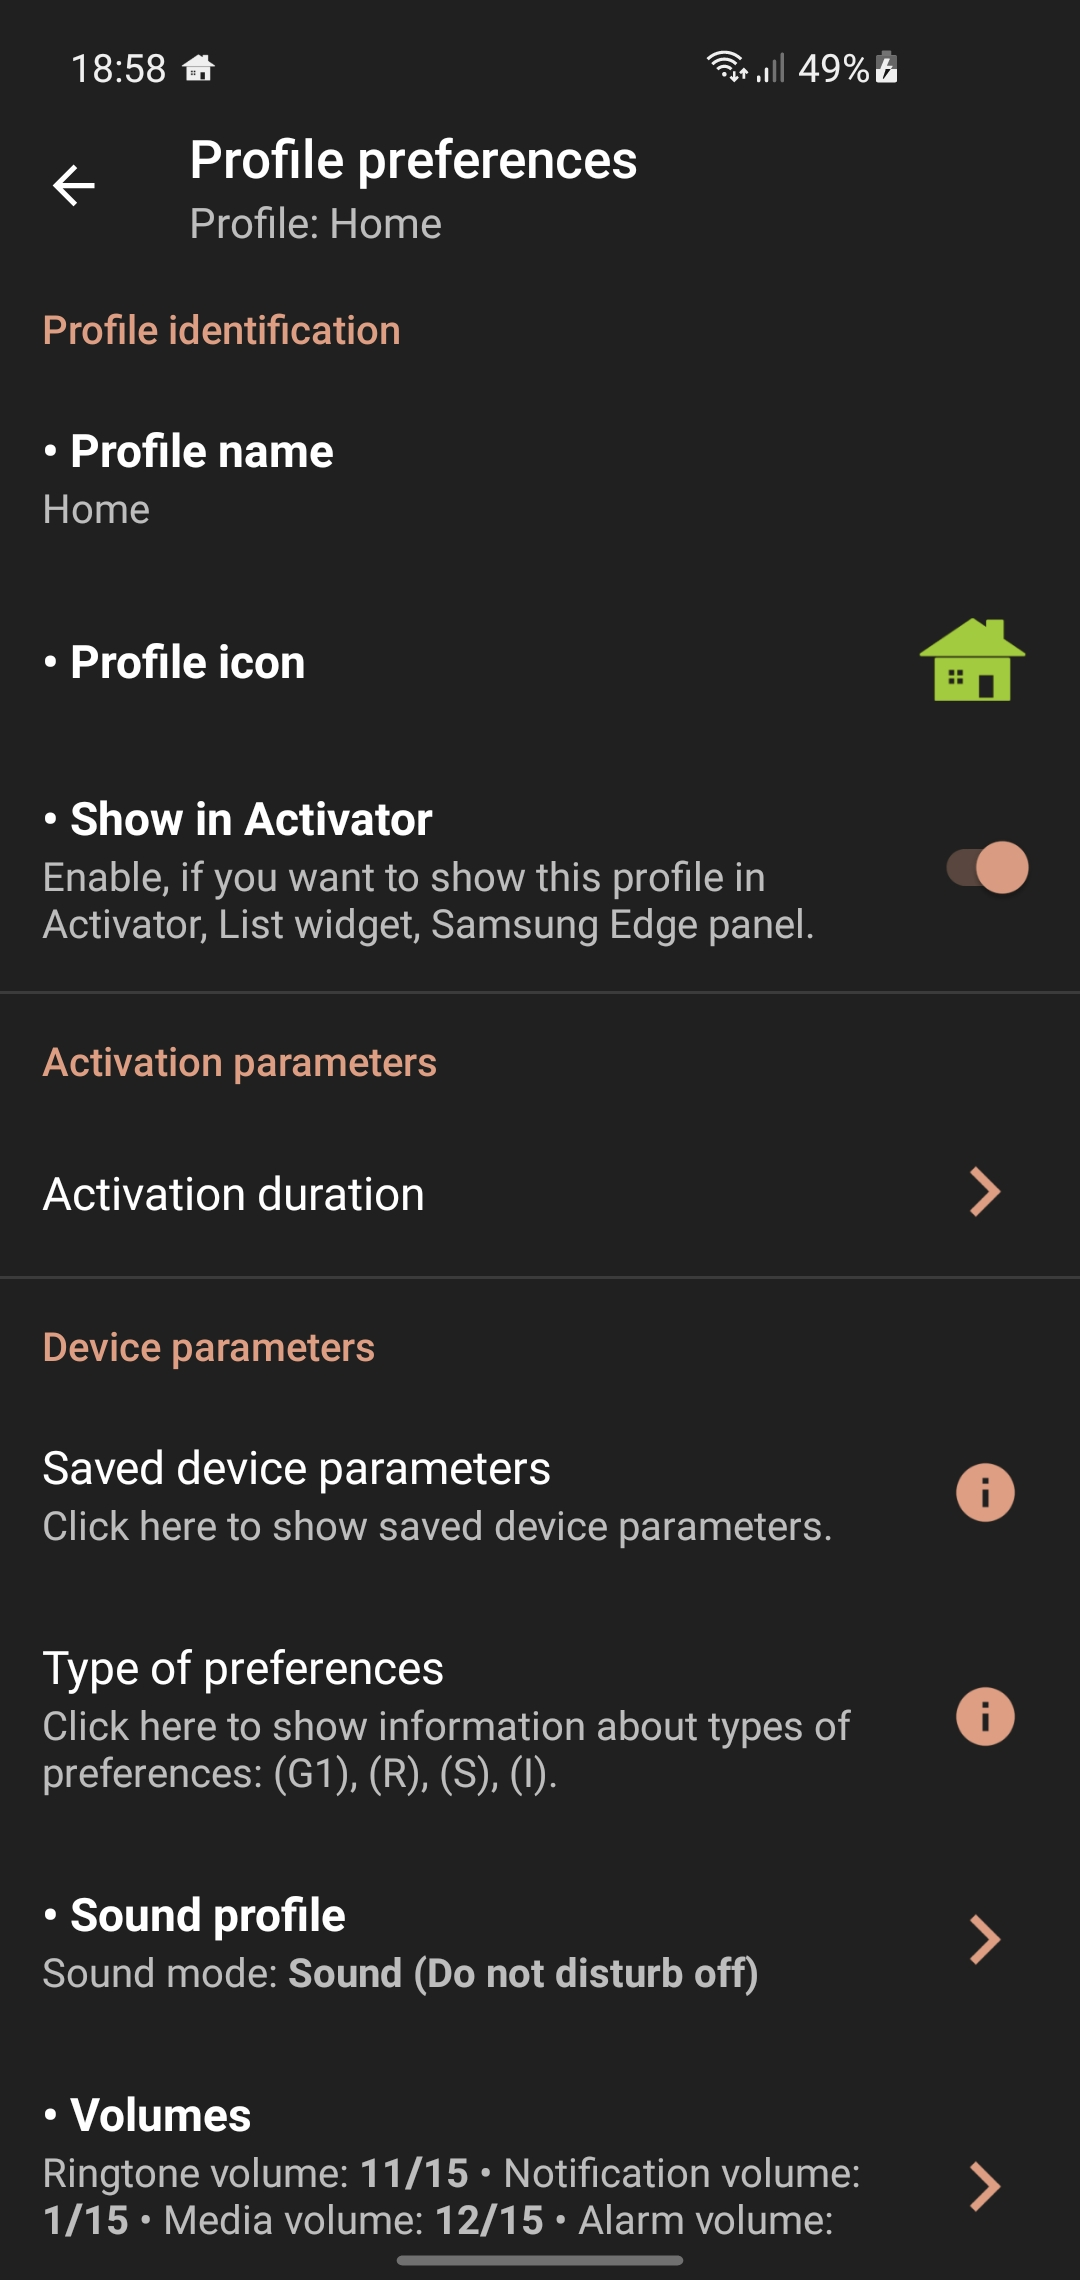 18:58
49%
Profile preferences
Profile: Home
Profile identification
• Profile name
Home
• Profile icon
• Show in Activator
Enable, if you want to show this profile in
Activator, List widget, Samsung Edge panel.
Activation parameters
Activation duration
Device parameters
Saved device parameters
Click here to show saved device parameters.
Type of preferences
Click here to show information about types of
preferences: (G1), (R), (S), (I).
• Sound profile
Sound mode: Sound (Do not disturb off)
• Volumes
Ringtone volume: 11/15 • Notification volume:
1/15 • Media volume: 12/15 • Alarm volume: